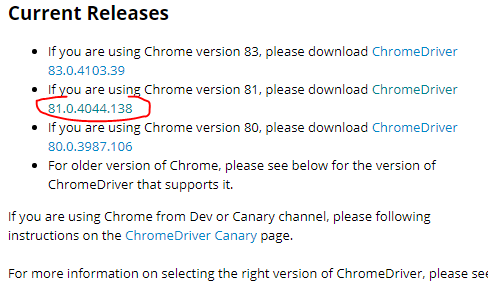 Current Releases
If you are using Chrome version 83, please download ChromeDriver
83.0.4103.39
If you are using Chrome version 81, please download ChromeDriver
81.0.4044.138
If you are using Chrome version 80, please download ChromeDriver
80.0.3987.106
For older version of Chrome, please see below for the version of
ChromeDriver that supports it.
If you are using Chrome from Dev or Canary channel, please following
instructions on the ChromeDriver Canary page.
For more information on selecting the right version of ChromeDriver, please see